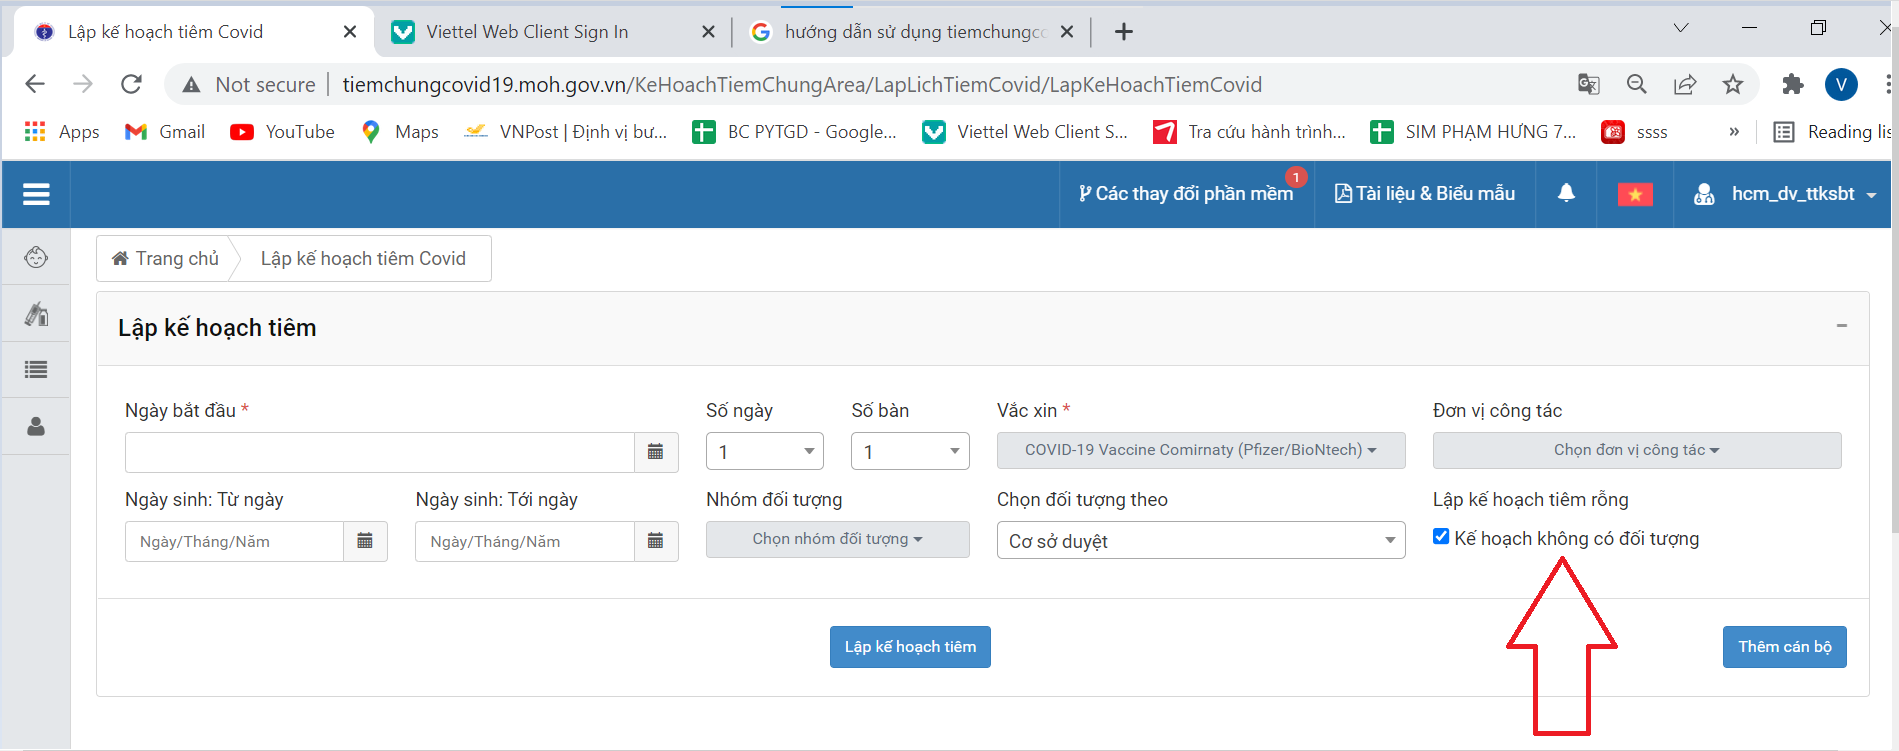 Lập kế hoạch tiêm Covid
Viettel Web Client Sign In
hướng dẫn sử dụng tiemchungcc
Not secure
tiemchungcovid19.moh.gov.vn/KeHoachTiemChungArea/LapLichTiemCovid/LapKeHoachTiemCovid
V
Apps
Gmail
YouTube
Maps
VNPost | Định vị bư...
BC PYTGD - Google...
Viettel Web Client S...
Tra cứu hành trình...
SIM PHẠM HƯNG 7...
ssss
»
Reading lis
Các thay đổi phần mềm
1
Tài liệu & Biểu mẫu
hcm_dv_ttksbt
Trang chủ
Lập kế hoạch tiêm Covid
Lập kế hoạch tiêm
Ngày bắt đầu *
Số ngày
Số bàn
Vắc xin *
Đơn vị công tác
1
1
COVID-19 Vaccine Comirnaty (Pfizer/BioNtech)
Chọn đơn vị công tác
Ngày sinh: Từ ngày
Ngày sinh: Tới ngày
Nhóm đối tượng
Chọn đối tượng theo
Lập kế hoạch tiêm rỗng
Ngày/Tháng/Năm
Ngày/Tháng/Năm
Chọn nhóm đối tượng
Cơ sở duyệt
Kế hoạch không có đối tượng
Lập kế hoạch tiêm
Thêm cán bộ